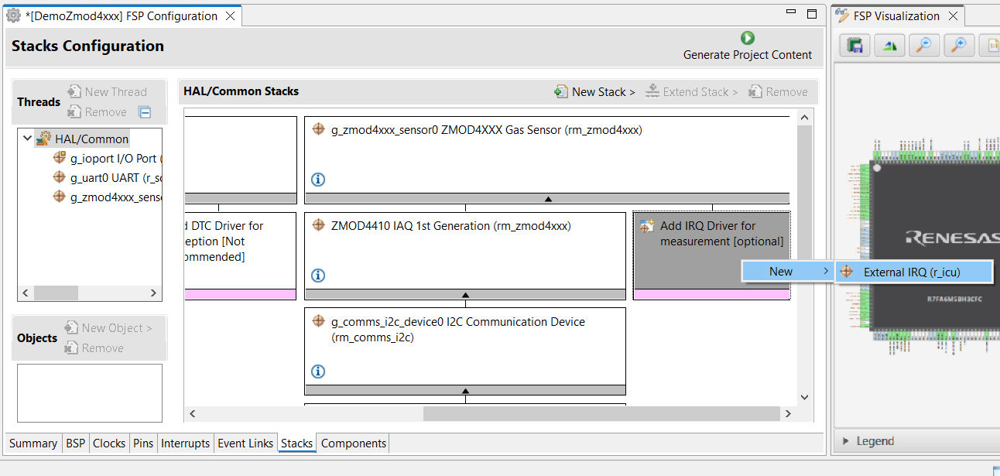 *[DemoZmod4xxx] FSP Configuration
FSP Visualization
Stacks Configuration
Generate Project Content
Threads
New Thread
Remove
HAL/Common
g_ioport I/O Port (
g_uart0 UART (r_sc
g_zmod4xxx_senso
Objects
New Object >
Remove
HAL/Common Stacks
New Stack >
Extend Stack >
Remove
g_zmod4xxx_sensor0 ZMOD4XXX Gas Sensor (rm_zmod4xxx)
d DTC Driver for
eption [Not
ommended]
ZMOD4410 IAQ 1st Generation (rm_zmod4xxx)
Add IRQ Driver for
measurement [optional]
New
External IRQ (r_icu)
g_comms_i2c_device0 I2C Communication Device
(rm_comms_i2c)
RENESAS
R7FA6M5BH3CFC
Legend
Summary
BSP
Clocks
Pins
Interrupts
Event Links
Stacks
Components